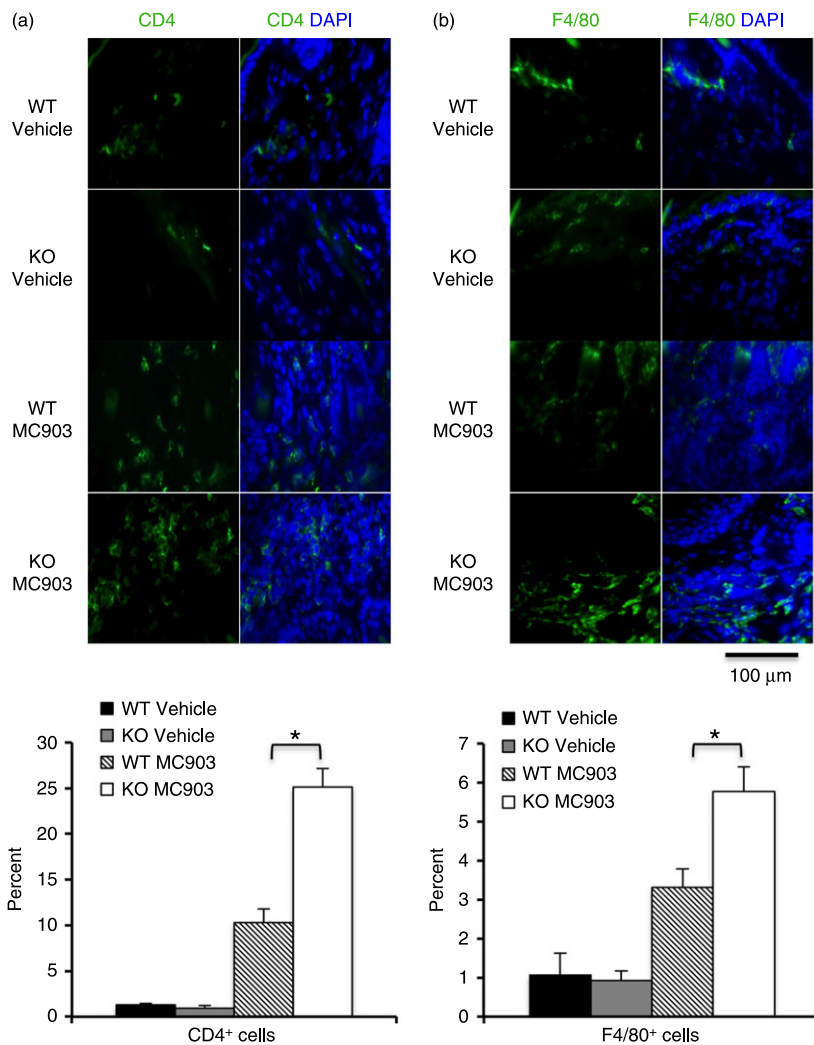 (a) CD4 CD4 DAPI
WT
Vehicle
KO
Vehicle
WT
MC903
KO
MC903
(b) F4/80 F4/80 DAPI
WT
Vehicle
KO
Vehicle
WT
MC903
KO
MC903
100 μm
WT Vehicle
KO Vehicle
WT MC903
KO MC903
*
30
25
20
15
10
5
0
Percent
CD4⁺ cells
WT Vehicle
KO Vehicle
WT MC903
KO MC903
*
7
6
5
4
3
2
1
0
Percent
F4/80⁺ cells